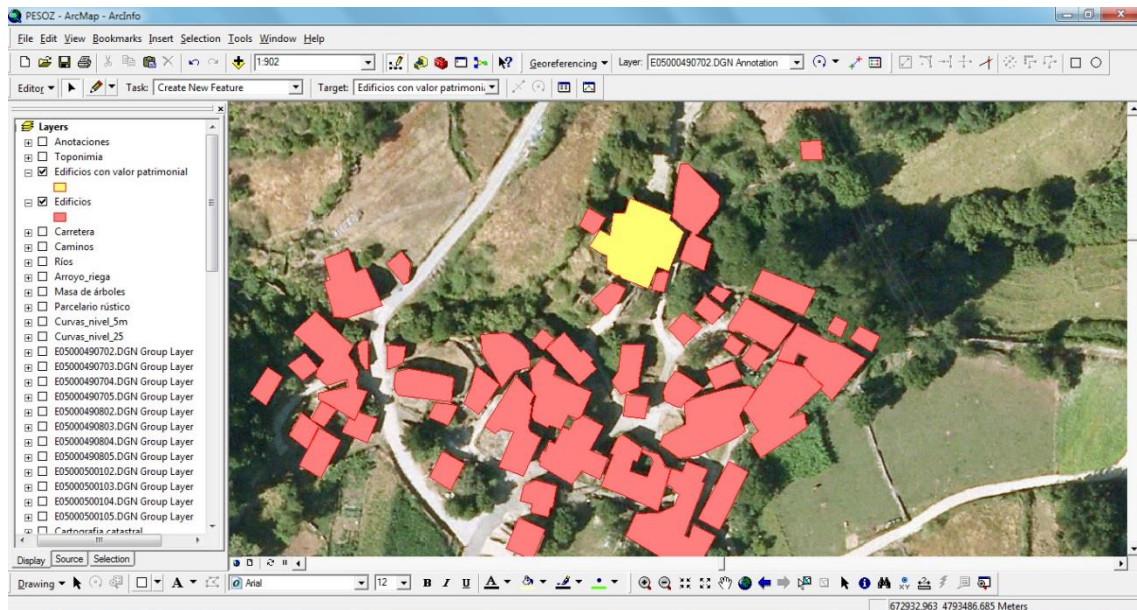 PESOZ - ArcMap - ArcInfo
File Edit View Bookmarks Insert Selection Tools Window Help
1:902 Georeferencing Layer: E05000490702.DGN Annotation
Editor Task: Create New Feature Target: Edificios con valor patrimoni
Layers
Anotaciones
Toponimia
Edificios con valor patrimonial
Edificios
Carretera
Caminos
Ríos
Arroyo_riega
Masa de árboles
Parcelario rústico
Curvas_nivel_5m
Curvas_nivel_25
E05000490702.DGN Group Layer
E05000490703.DGN Group Layer
E05000490704.DGN Group Layer
E05000490705.DGN Group Layer
E05000490802.DGN Group Layer
E05000490803.DGN Group Layer
E05000490804.DGN Group Layer
E05000490805.DGN Group Layer
E05000500102.DGN Group Layer
E05000500103.DGN Group Layer
E05000500104.DGN Group Layer
E05000500105.DGN Group Layer
Cartografía catastral
Display Source Selection
Drawing A Arial 12 B I U A
672932.963 4793486.685 Meters